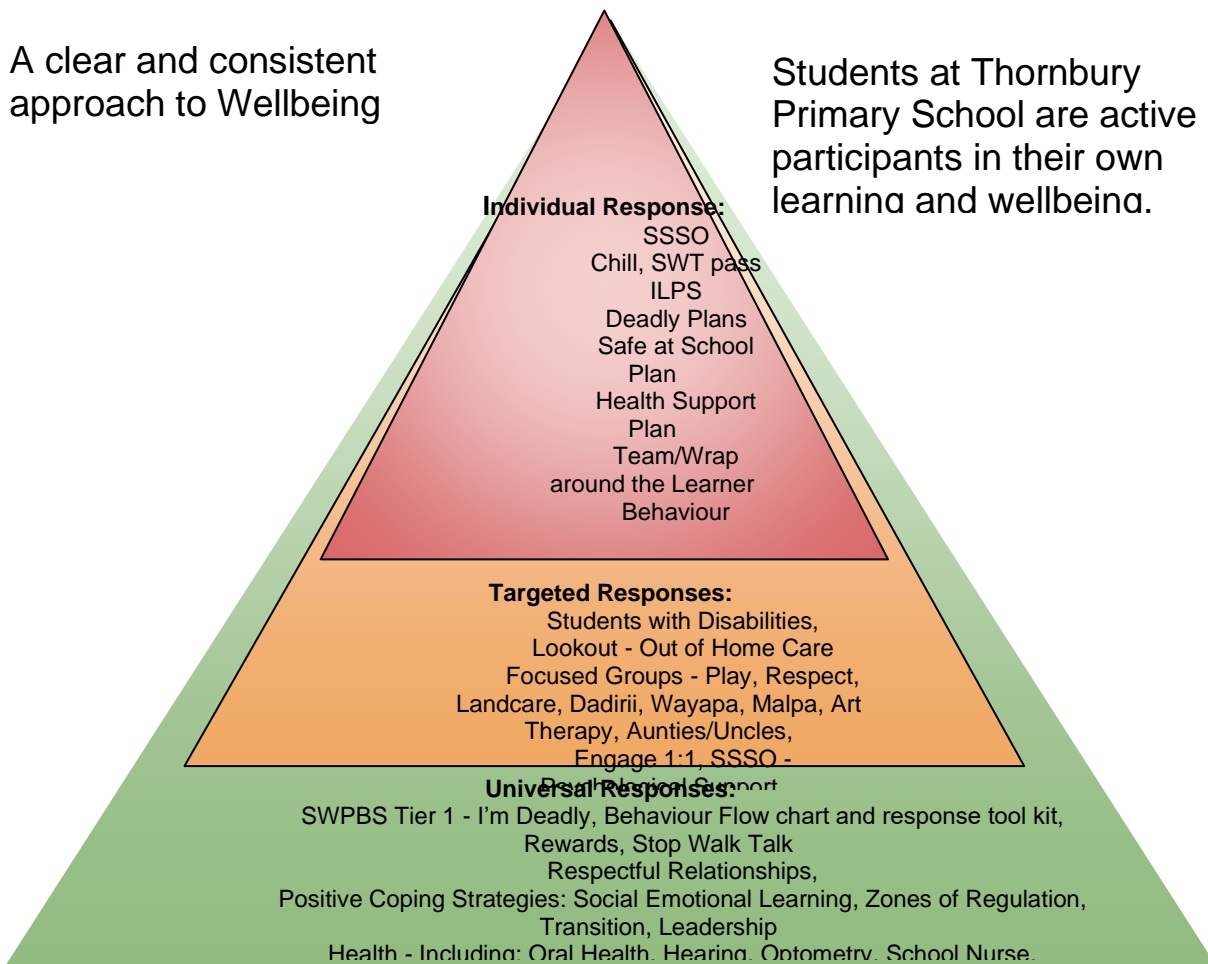 A clear and consistent
approach to Wellbeing
Students at Thornbury
Primary School are active
participants in their own
learning and wellbeing.
Individual Response:
SSSO
Chill, SWT pass
ILPS
Deadly Plans
Safe at School
Plan
Health Support
Plan
Team/Wrap
around the Learner
Behaviour
Targeted Responses:
Students with Disabilities,
Lookout - Out of Home Care
Focused Groups - Play, Respect,
Landcare, Dadirii, Wayapa, Malpa, Art
Therapy, Aunties/Uncles,
Engage 1:1, SSSO -
Psychological Support
Universal Responses:
SWPBS Tier 1 - I'm Deadly, Behaviour Flow chart and response tool kit,
Rewards, Stop Walk Talk
Respectful Relationships,
Positive Coping Strategies: Social Emotional Learning, Zones of Regulation,
Transition, Leadership
Health - Including: Oral Health, Hearing, Optometry, School Nurse,